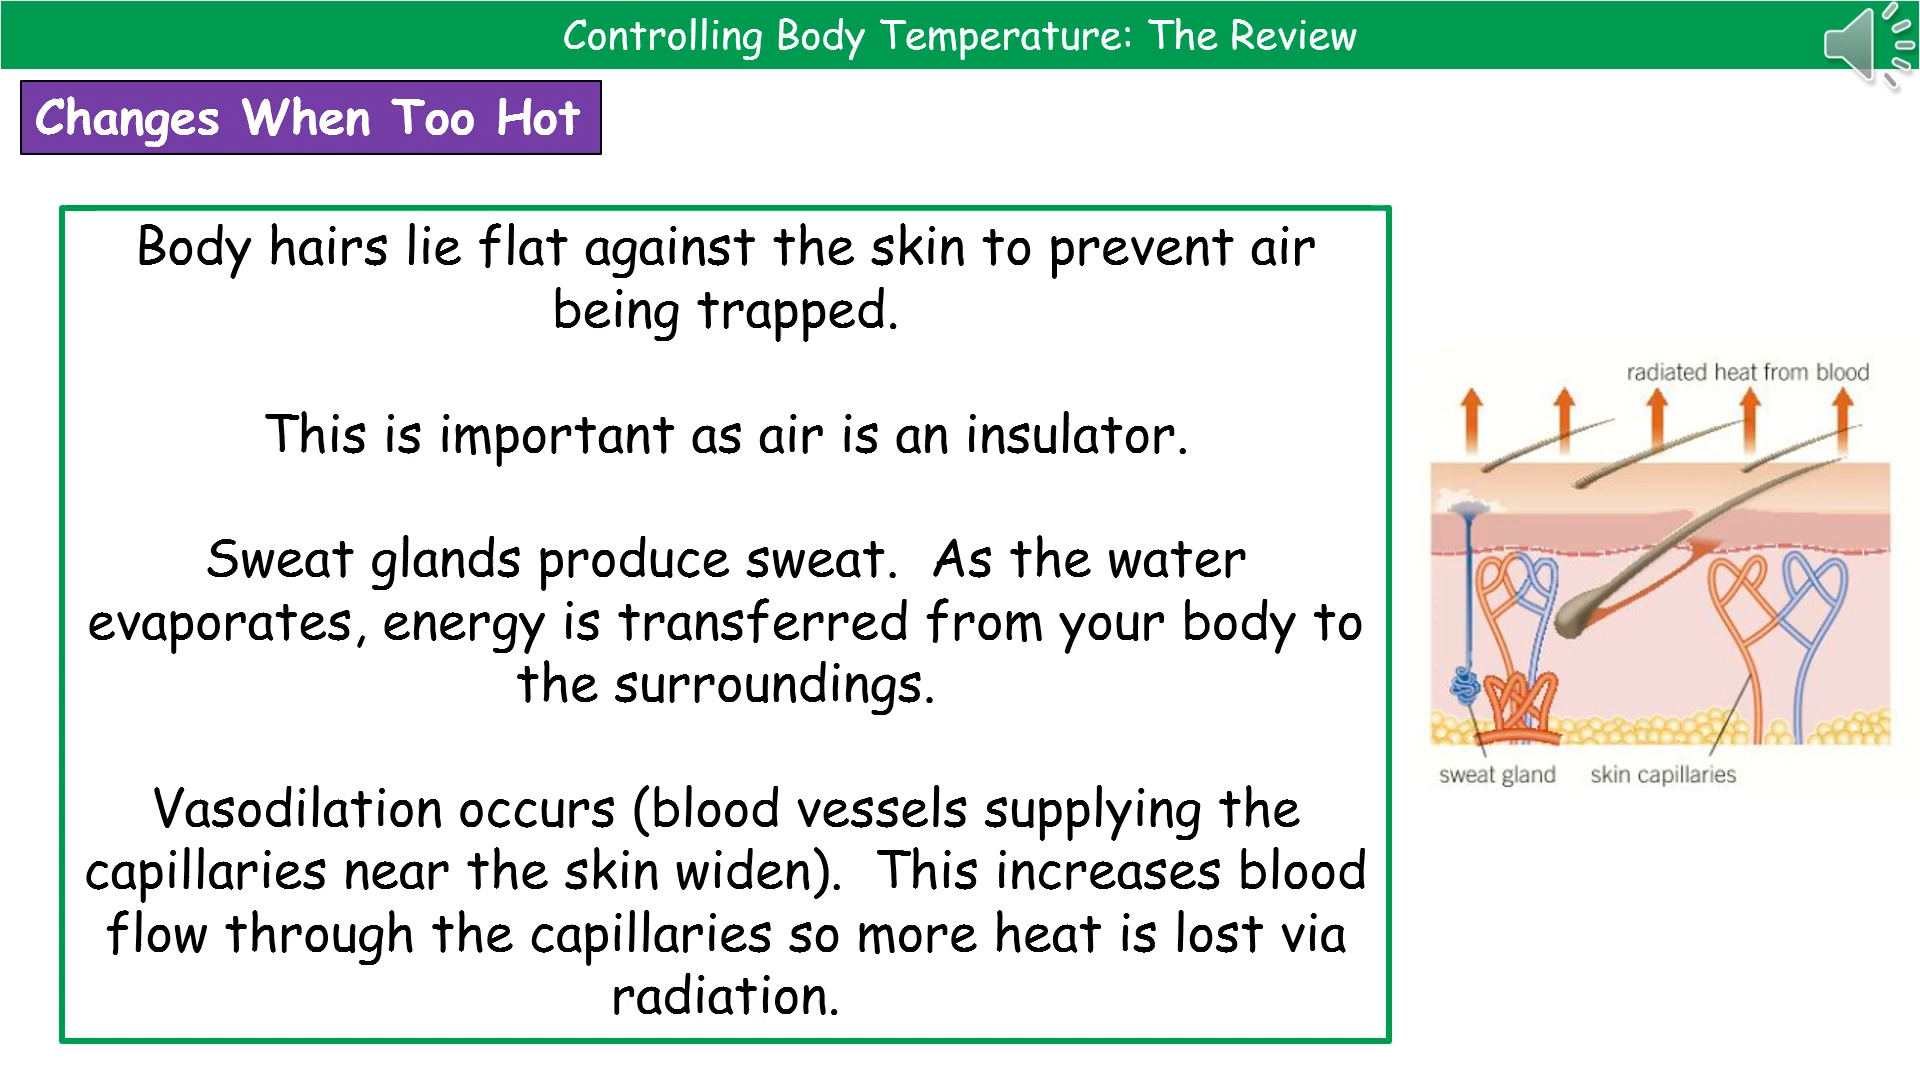 Controlling Body Temperature: The Review
Changes When Too Hot
Body hairs lie flat against the skin to prevent air
being trapped.
This is important as air is an insulator.
Sweat glands produce sweat.  As the water
evaporates, energy is transferred from your body to
the surroundings.
Vasodilation occurs (blood vessels supplying the
capillaries near the skin widen).  This increases blood
flow through the capillaries so more heat is lost via
radiation.
radiated heat from blood
sweat gland
skin capillaries